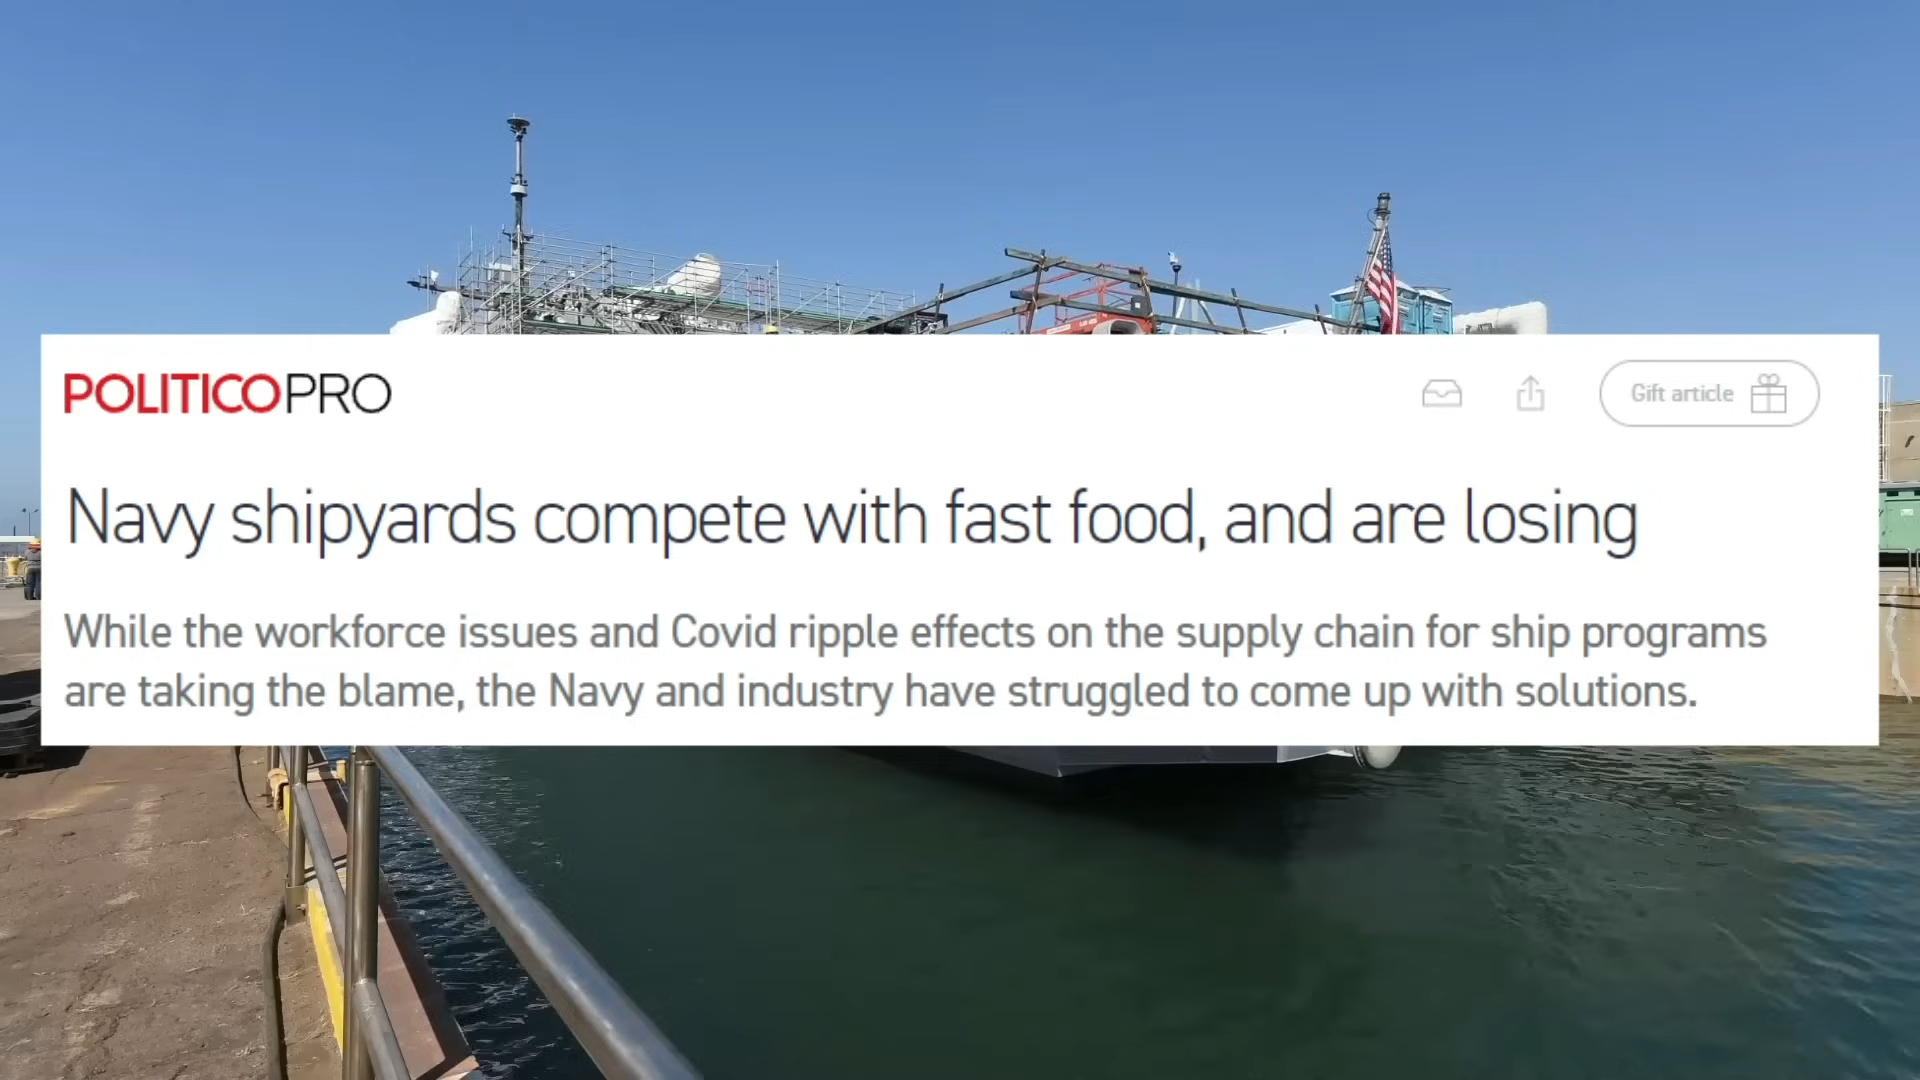 POLITICOPRO
Gift article
Navy shipyards compete with fast food, and are losing
While the workforce issues and Covid ripple effects on the supply chain for ship programs
are taking the blame, the Navy and industry have struggled to come up with solutions.